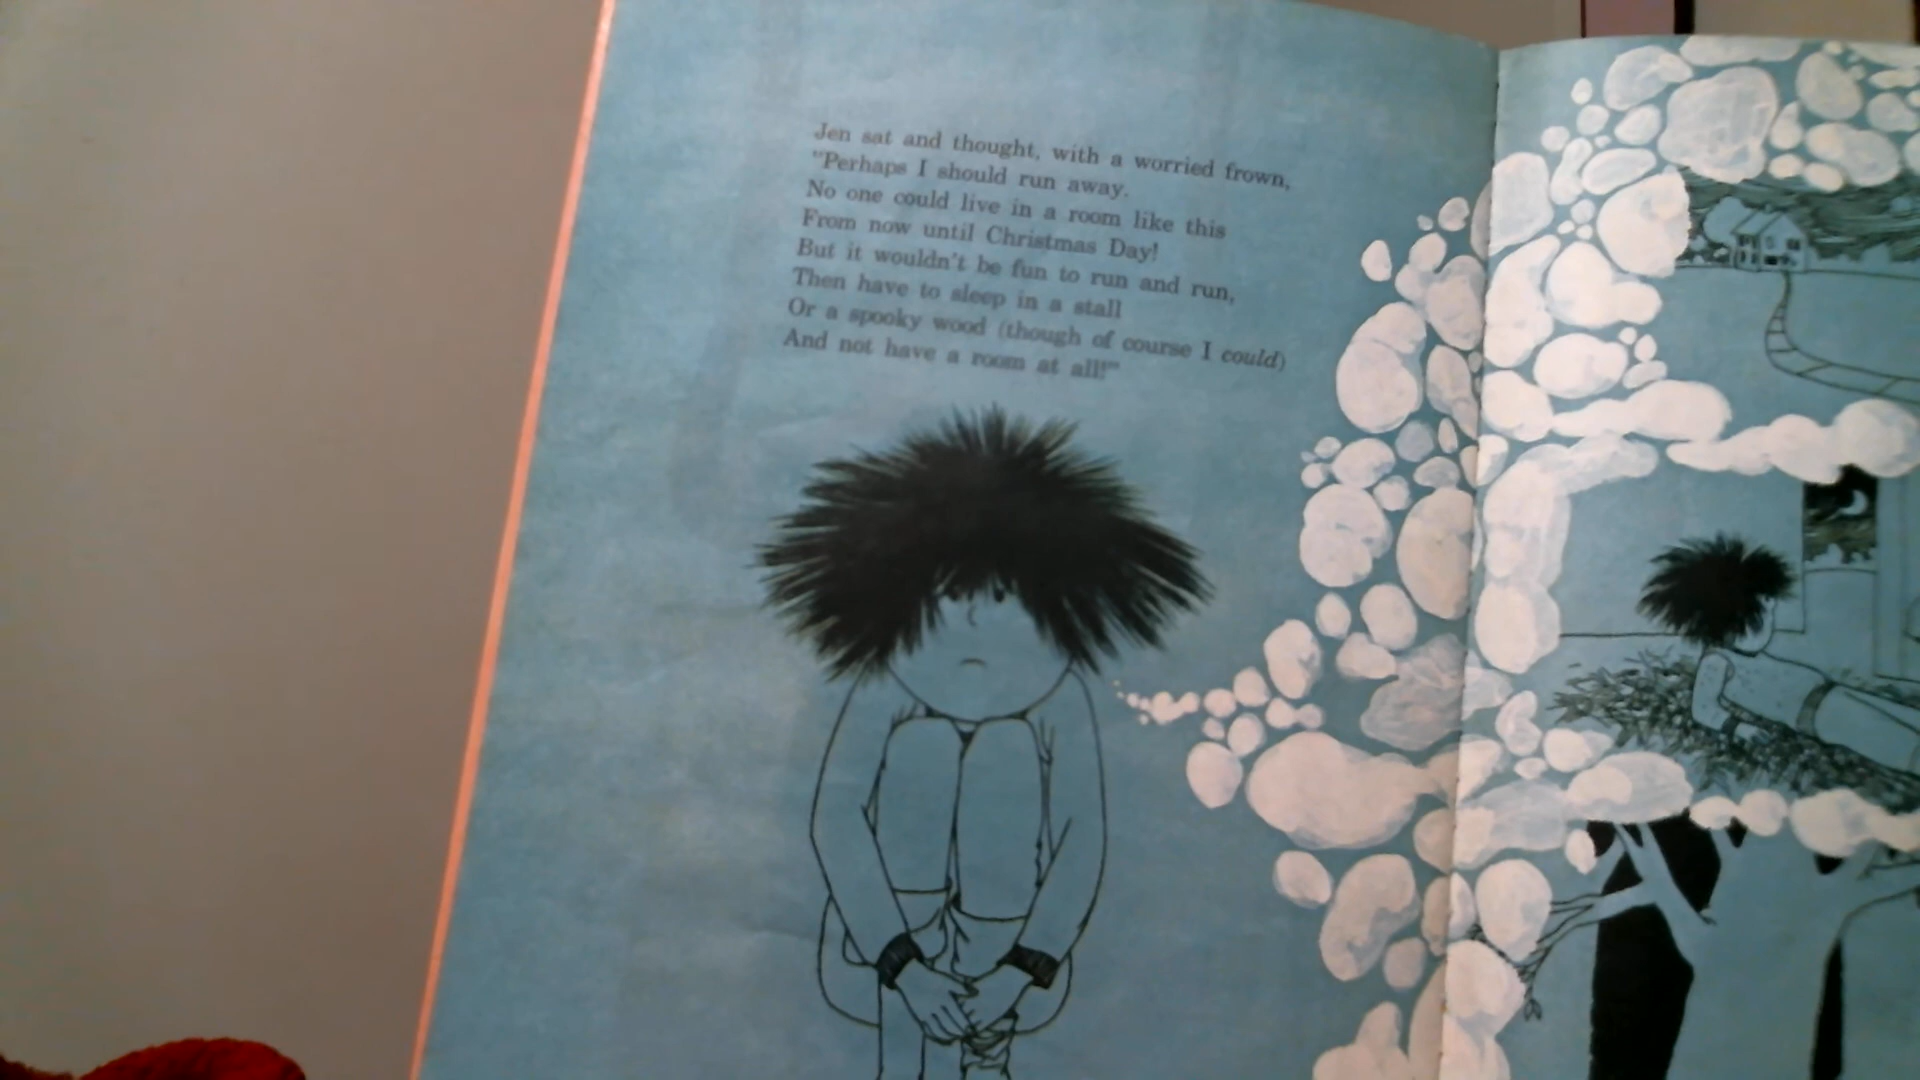 Jen sat and thought, with a worried frown,
"Perhaps I should run away.
No one could live in a room like this
From now until Christmas Day!
But it wouldn't be fun to run and run,
Then have to sleep in a stall
Or a spooky wood (though of course I could)
And not have a room at all!"